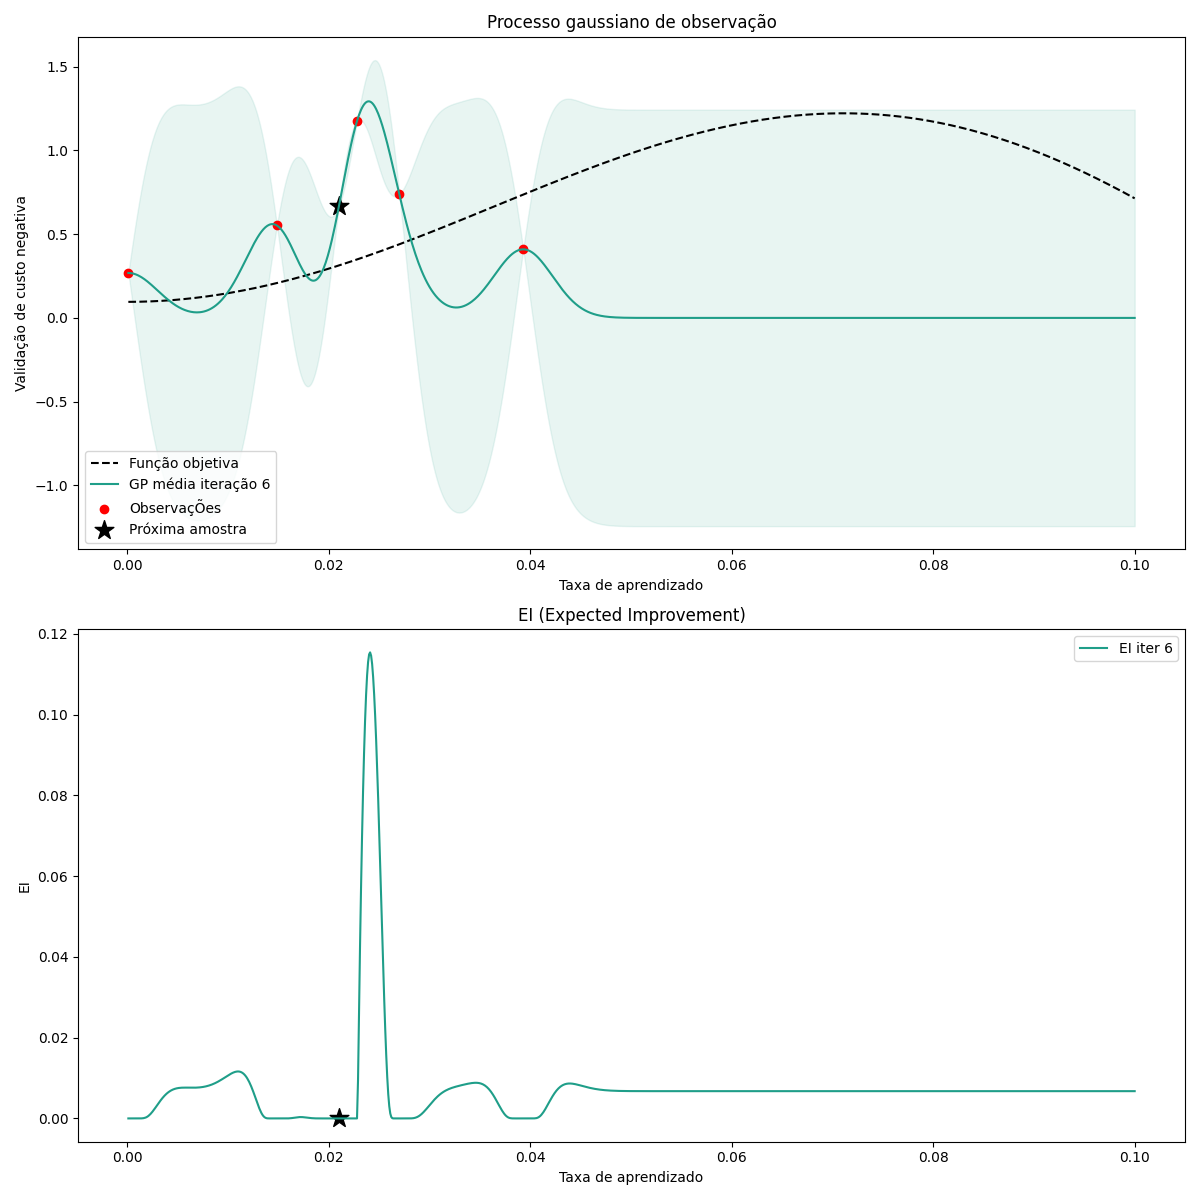 Processo gaussiano de observação
Validação de custo negativa
1.5
1.0
0.5
0.0
−0.5
−1.0
Função objetiva
GP média iteração 6
ObservaçÕes
Próxima amostra
0.00 0.02 0.04 0.06 0.08 0.10
Taxa de aprendizado
EI (Expected Improvement)
EI
0.12
0.10
0.08
0.06
0.04
0.02
0.00
EI iter 6
0.00 0.02 0.04 0.06 0.08 0.10
Taxa de aprendizado